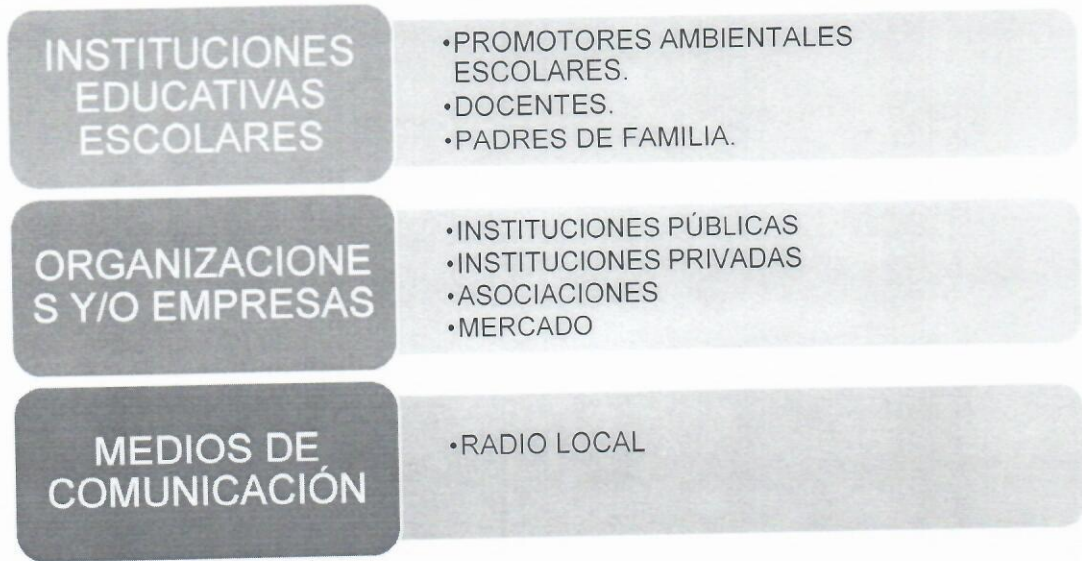 INSTITUCIONES
EDUCATIVAS
ESCOLARES
•PROMOTORES AMBIENTALES
ESCOLARES.
•DOCENTES.
•PADRES DE FAMILIA.
ORGANIZACIONE
S Y/O EMPRESAS
•INSTITUCIONES PÚBLICAS
•INSTITUCIONES PRIVADAS
•ASOCIACIONES
•MERCADO
MEDIOS DE
COMUNICACIÓN
•RADIO LOCAL